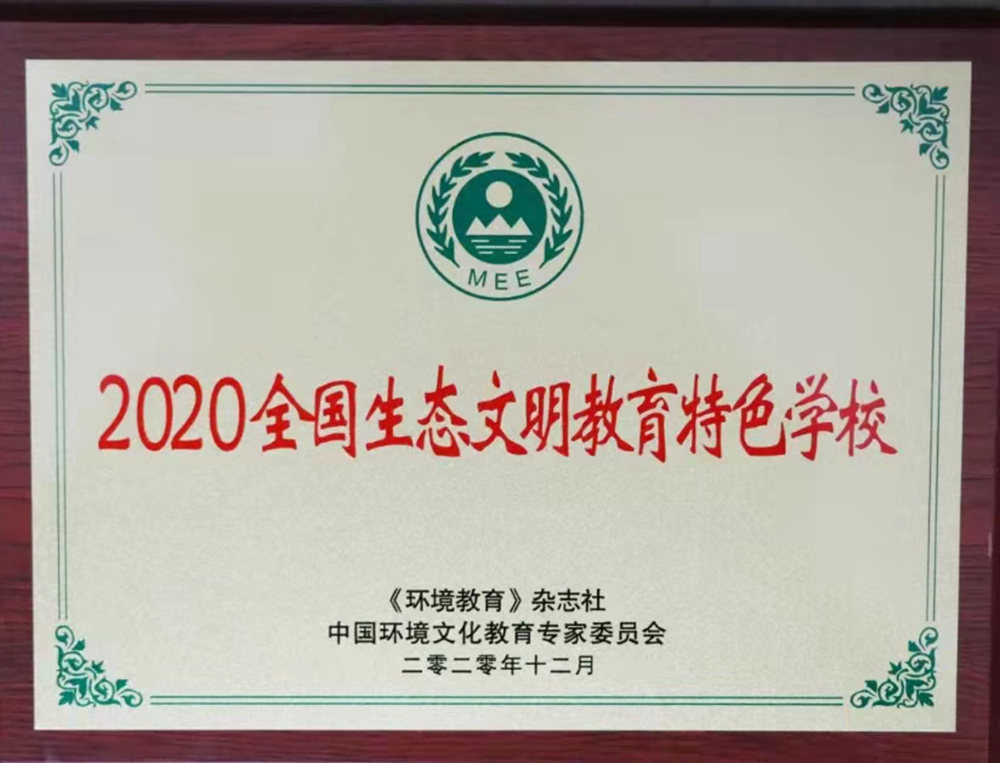 MEE
2020全国生态文明教育特色学校
《环境教育》杂志社
中国环境文化教育专家委员会
二零二零年十二月